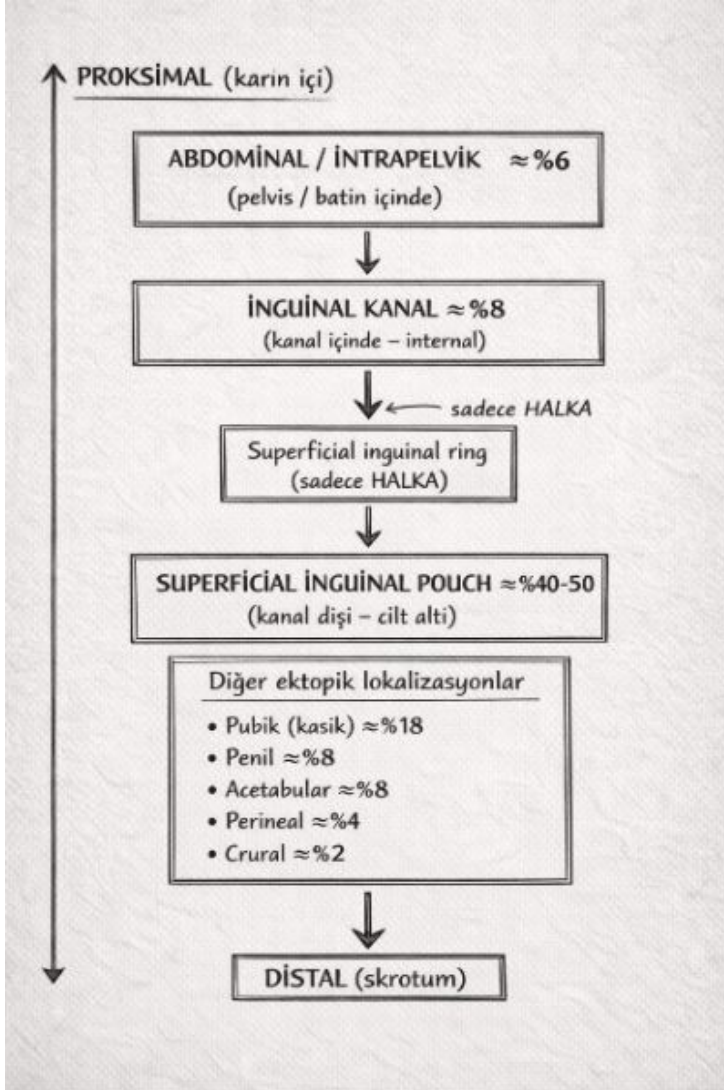 PROKSİMAL (karın içi)
ABDOMİNAL / İNTRAPELVİK ≈%6
(pelvis / batin içinde)
İNGUİNAL KANAL ≈%8
(kanal içinde – internal)
sadece HALKA
Superficial inguinal ring
(sadece HALKA)
SUPERFİCİAL İNGUİNAL POUCH ≈%40-50
(kanal dişi – cilt alti)
Diğer ektopik lokalizasyonlar
• Pubik (kasik) ≈%18
• Penil ≈%8
• Acetabular ≈%8
• Perineal ≈%4
• Crural ≈%2
DİSTAL (skrotum)